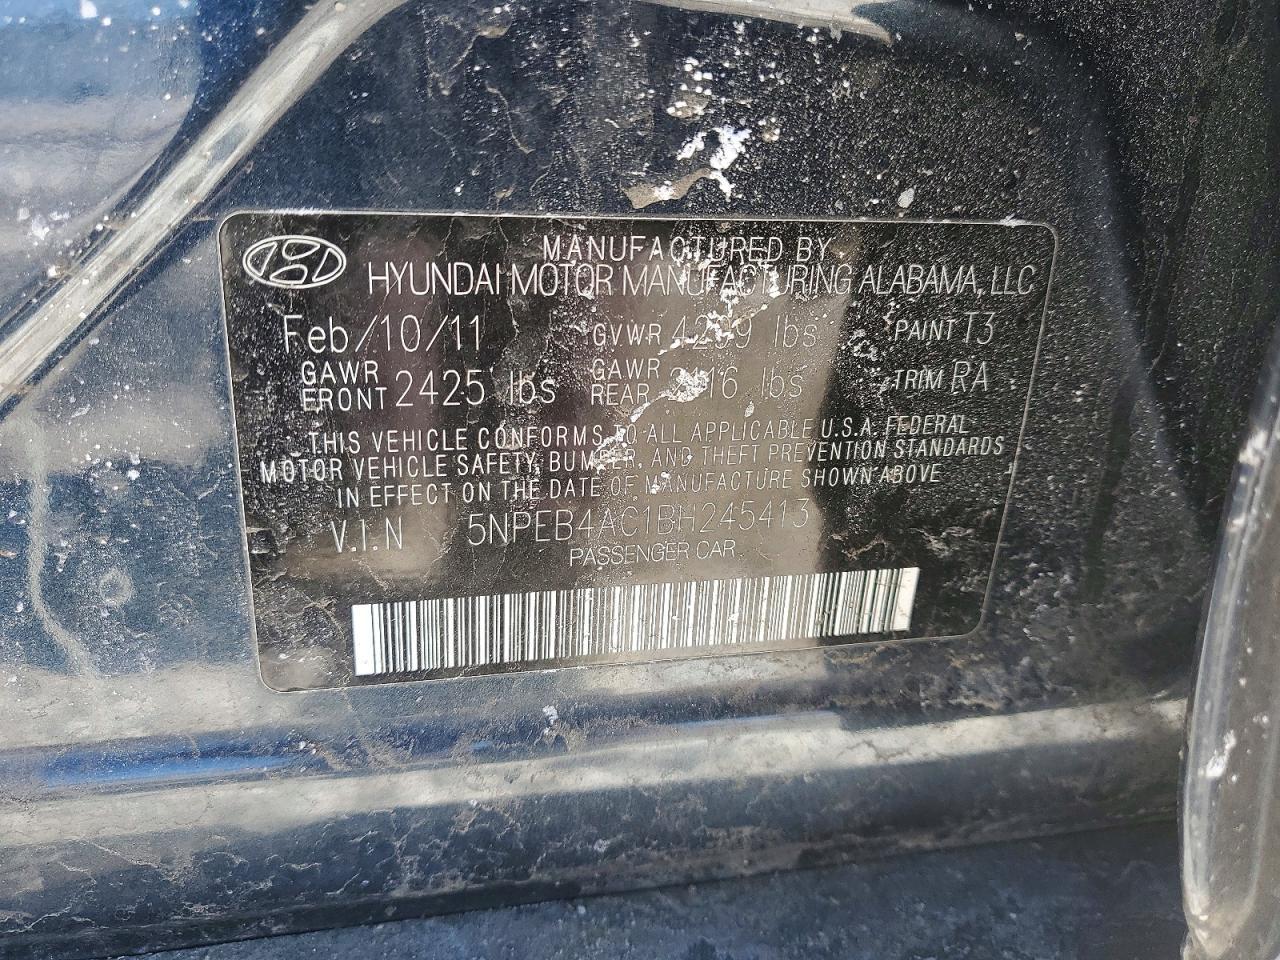 MANUFACTURED BY
HYUNDAI MOTOR MANUFACTURING ALABAMA, LLC
Feb/10/11 GVWR lbs PAINT T3
GAWR FRONT 2425 lbs GAWR REAR lbs TRIM RA
THIS VEHICLE CONFORMS TO ALL APPLICABLE U.S.A. FEDERAL
MOTOR VEHICLE SAFETY, BUMPER, AND THEFT PREVENTION STANDARDS
IN EFFECT ON THE DATE OF MANUFACTURE SHOWN ABOVE
V.I.N 5NPEB4AC1BH245413
PASSENGER CAR